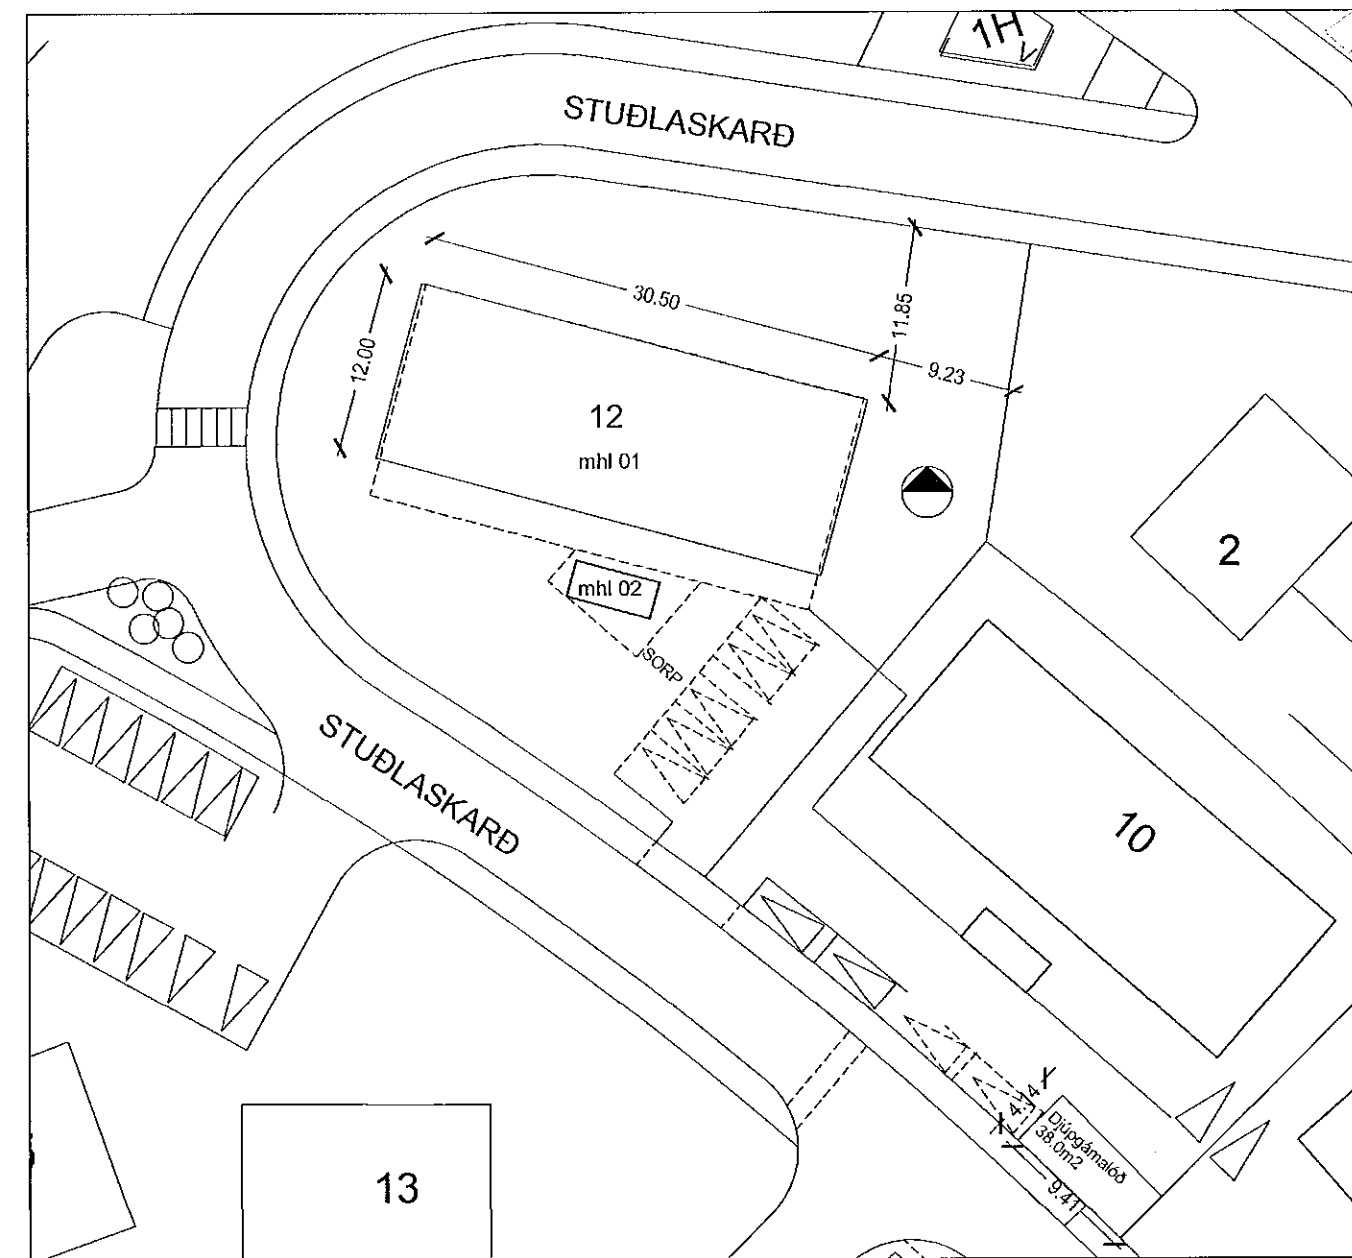 1H
V
STUÐLASKARÐ
30.50
11.85
12.00
9.23
12
mhl 01
2
mhl 02
SORP
STUÐLASKARÐ
10
4.14
Djúpgámalóð
38.0m2
13
9.41